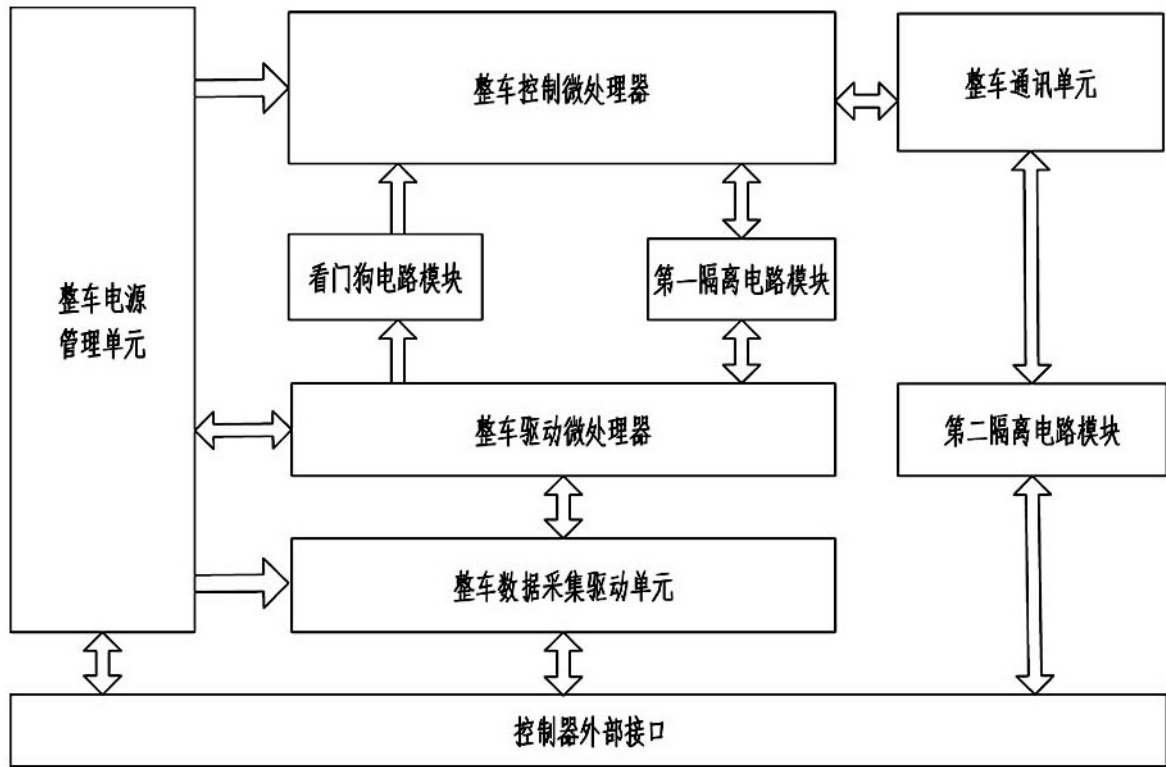 整车控制微处理器
整车通讯单元
看门狗电路模块
第一隔离电路模块
整车电源
管理单元
整车驱动微处理器
第二隔离电路模块
整车数据采集驱动单元
控制器外部接口